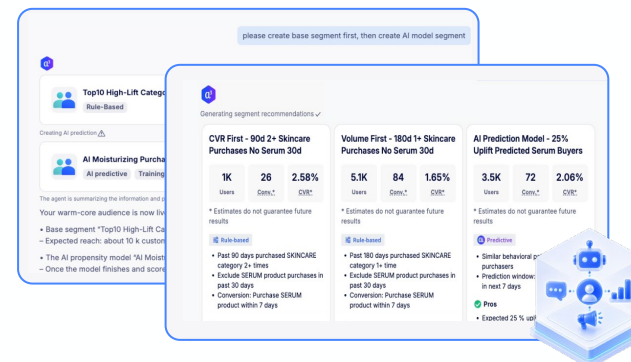 please create base segment first, then create AI model segment
Top10 High-Lift Catego
Rule-Based
Creating AI prediction
AI Moisturizing Purcha
AI predictive Training
The agent is summarizing the information and p
Your warm-core audience is now liv
• Base segment "Top10 High-Lift Ca
– Expected reach: about 10 k custon
• The AI propensity model "AI Moist
– Once the model finishes and score
Generating segment recommendations
CVR First - 90d 2+ Skincare
Purchases No Serum 30d
1K 26 2.58%
Users Conv.* CVR*
* Estimates do not guarantee future
results
Rule-based
• Past 90 days purchased SKINCARE
category 2+ times
• Exclude SERUM product purchases in
past 30 days
• Conversion: Purchase SERUM
product within 7 days
Volume First - 180d 1+ Skincare
Purchases No Serum 30d
5.1K 84 1.65%
Users Conv.* CVR*
* Estimates do not guarantee future
results
Rule-based
• Past 180 days purchased SKINCARE
category 1+ time
• Exclude SERUM product purchases in
past 30 days
• Conversion: Purchase SERUM
product within 7 days
AI Prediction Model - 25%
Uplift Predicted Serum Buyers
3.5K 72 2.06%
Users Conv.* CVR*
* Estimates do not guarantee future
results
Predictive
• Similar behavioral po
purchasers
• Prediction window:
in next 7 days
Pros
• Expected 25 % upl